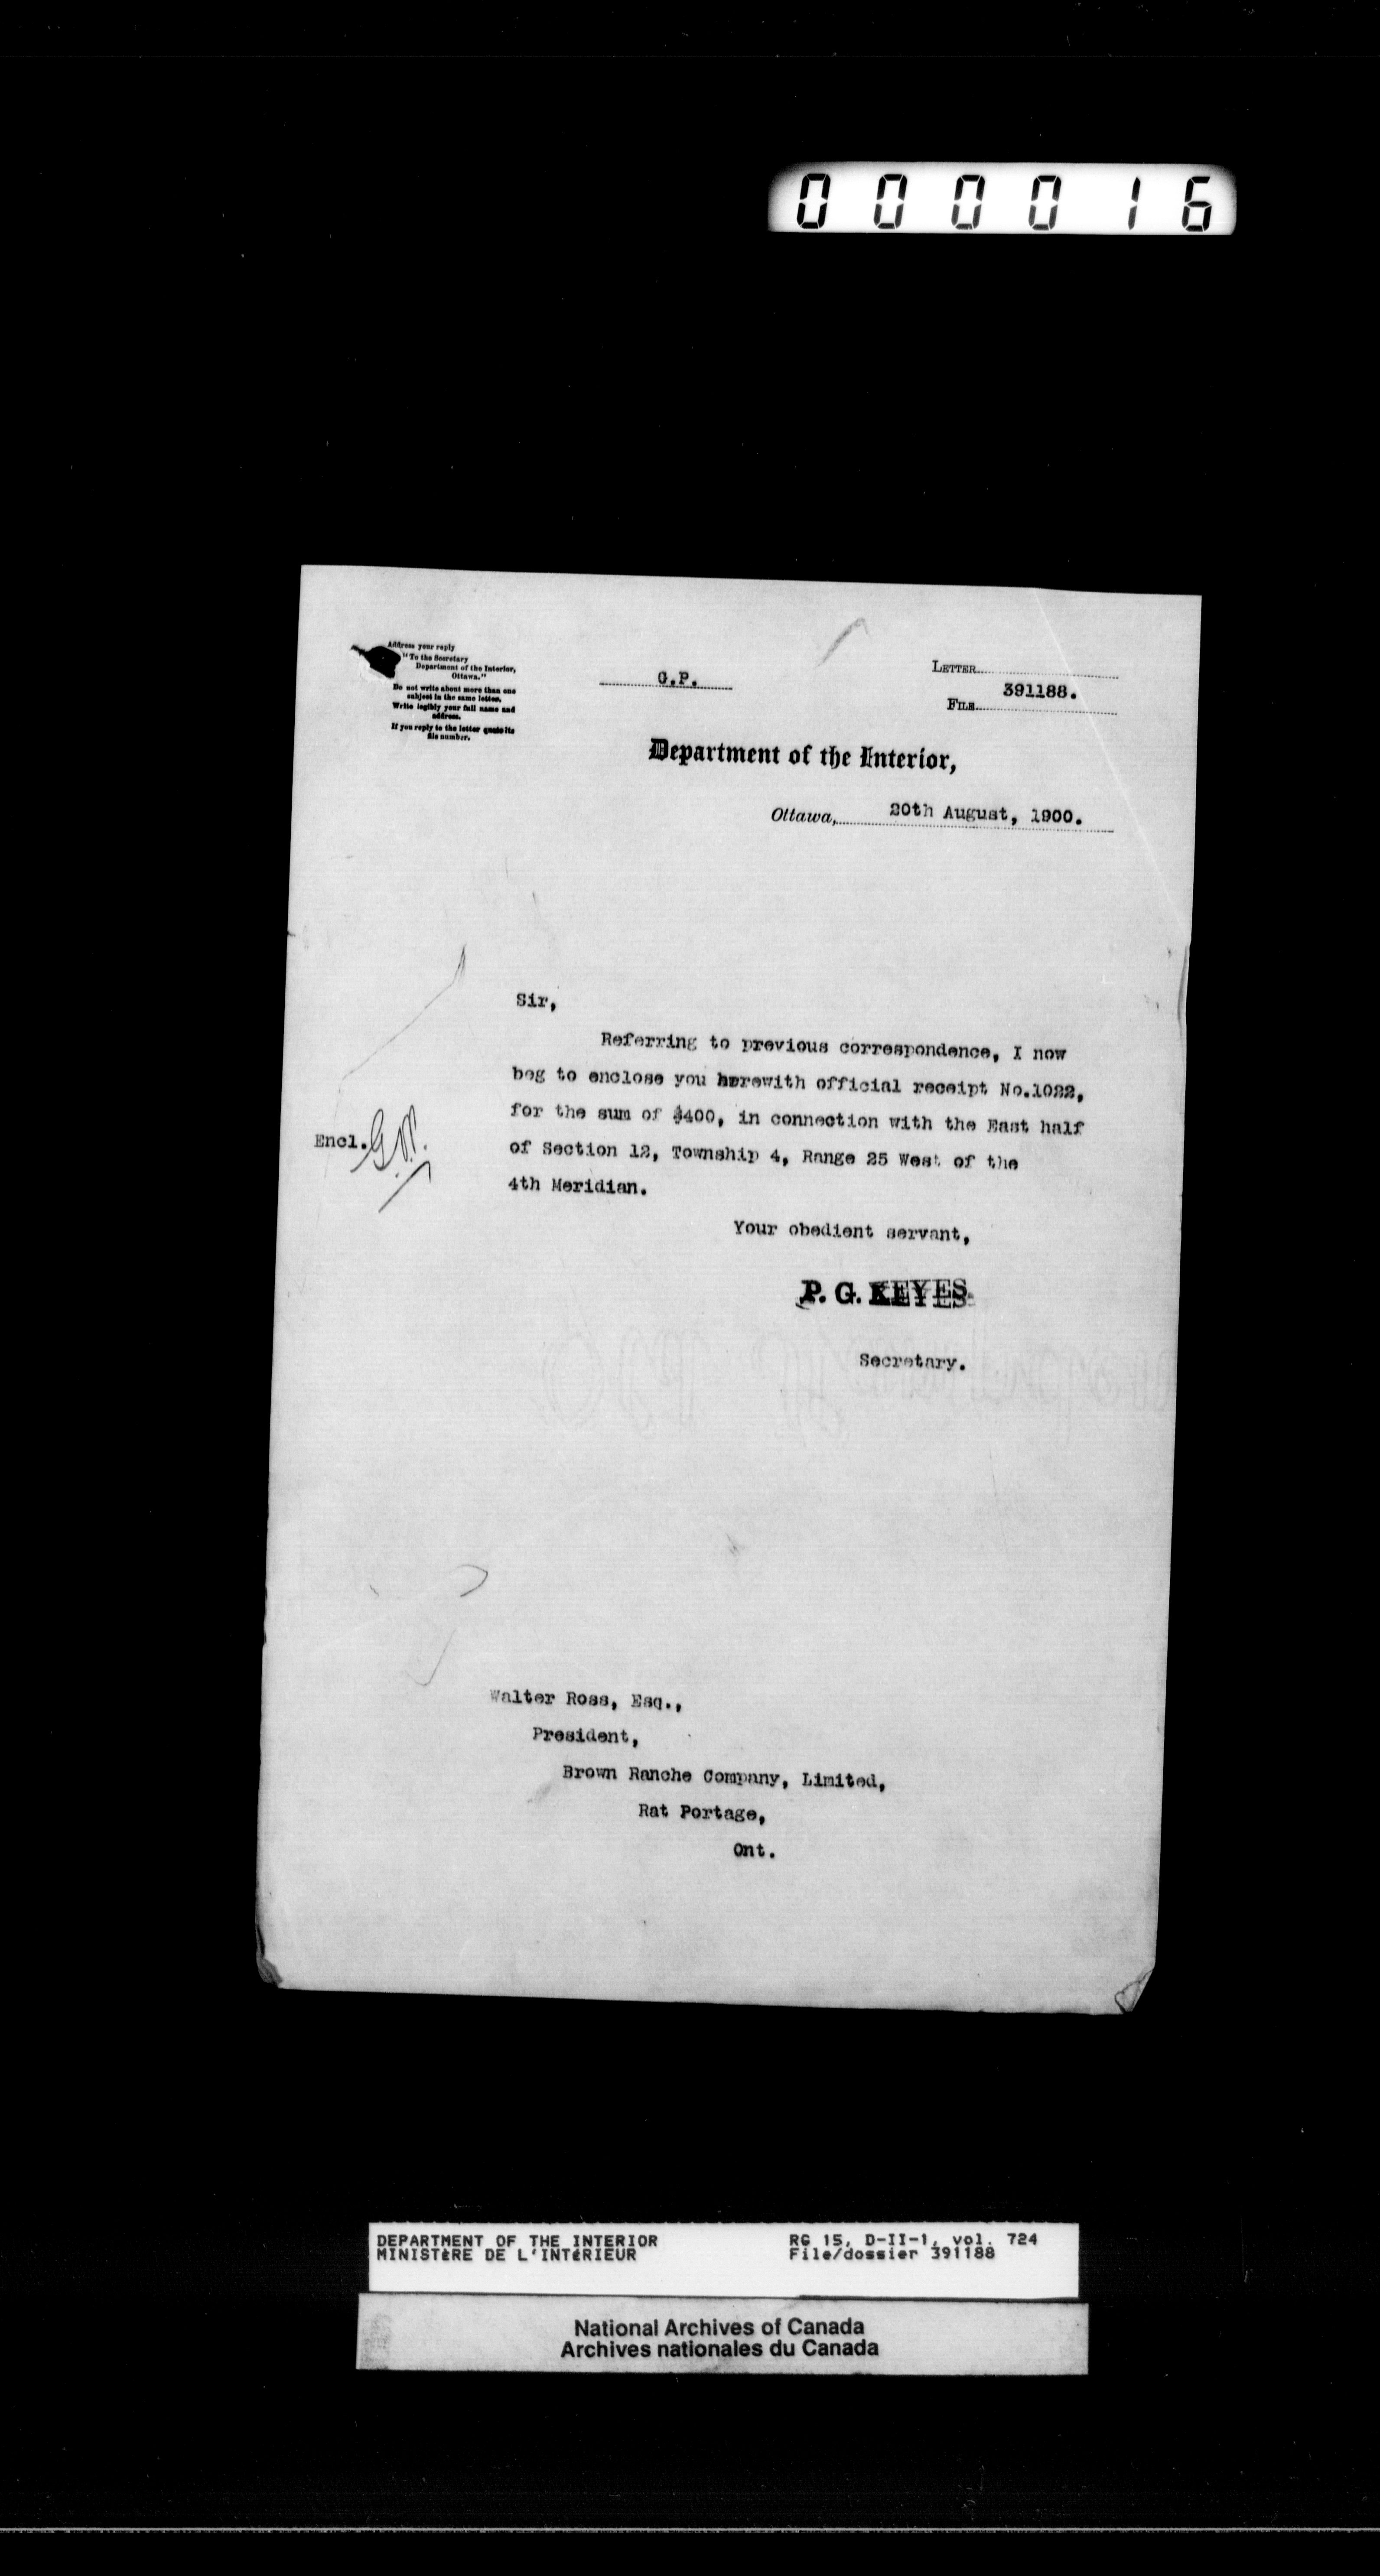 000016
Address your reply
"To the Secretary
Department of the Interior,
Ottawa."
Do not write about more than one
subject in the same letter.
Write legibly your full name and
address.
If you reply to the letter quote its
file number.
G.P.
LETTER
391188.
FILE
Department of the Interior,
Ottawa, 20th August, 1900.
Sir,
Referring to previous correspondence, I now
beg to enclose you herewith official receipt No.1022,
for the sum of $400, in connection with the East half
Encl.
of Section 12, Township 4, Range 25 West of the
4th Meridian.
Your obedient servant,
P. G. KEYES
Secretary.
Walter Ross, Esq.,
President,
Brown Ranche Company, Limited,
Rat Portage,
Ont.
DEPARTMENT OF THE INTERIOR RG 15, D-II-1, vol. 724
MINISTÈRE DE L'INTÉRIEUR File/dossier 391188
National Archives of Canada
Archives nationales du Canada